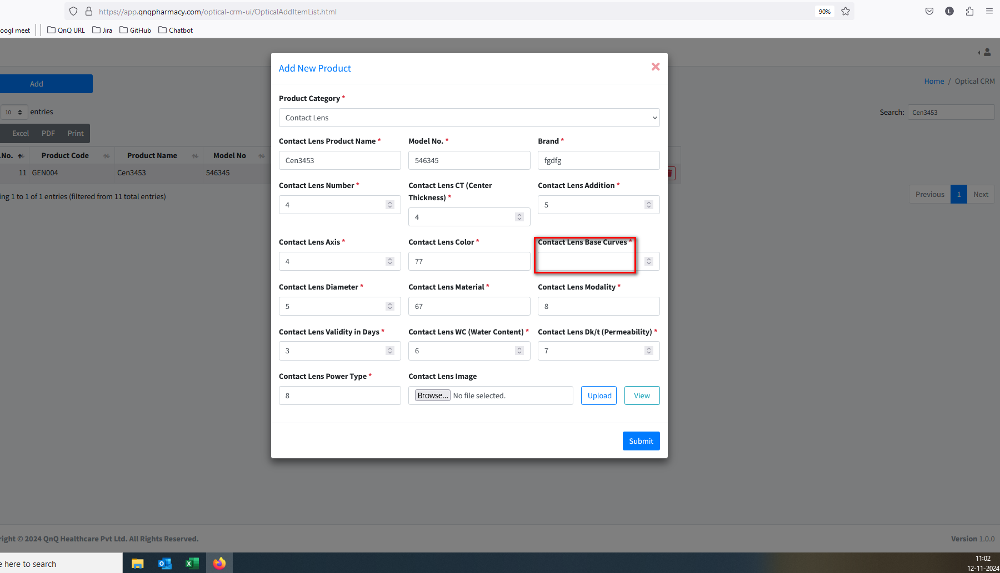 https://app.qnqpharmacy.com/optical-crm-ui/OpticalAddItemList.html
90%
L
oogl meet
QnQ URL
Jira
GitHub
Chatbot
Add New Product
Add
Home / Optical CRM
Product Category *
10 entries
Search: Cen3453
Contact Lens
Excel PDF Print
Contact Lens Product Name * Model No. * Brand *
.No. Product Code Product Name Model No
Cen3453 546345 fgdfg
11 GEN004 Cen3453 546345
Contact Lens Number * Contact Lens CT (Center Thickness) * Contact Lens Addition *
ing 1 to 1 of 1 entries (filtered from 11 total entries)
Previous 1 Next
4 4 5
Contact Lens Axis * Contact Lens Color * Contact Lens Base Curves *
4 77
Contact Lens Diameter * Contact Lens Material * Contact Lens Modality *
5 67 8
Contact Lens Validity in Days * Contact Lens WC (Water Content) * Contact Lens Dk/t (Permeability) *
3 6 7
Contact Lens Power Type * Contact Lens Image
8 Browse... No file selected. Upload View
Submit
right © 2024 QnQ Healthcare Pvt Ltd. All Rights Reserved.
Version 1.0.0
e here to search
11:02
12-11-2024